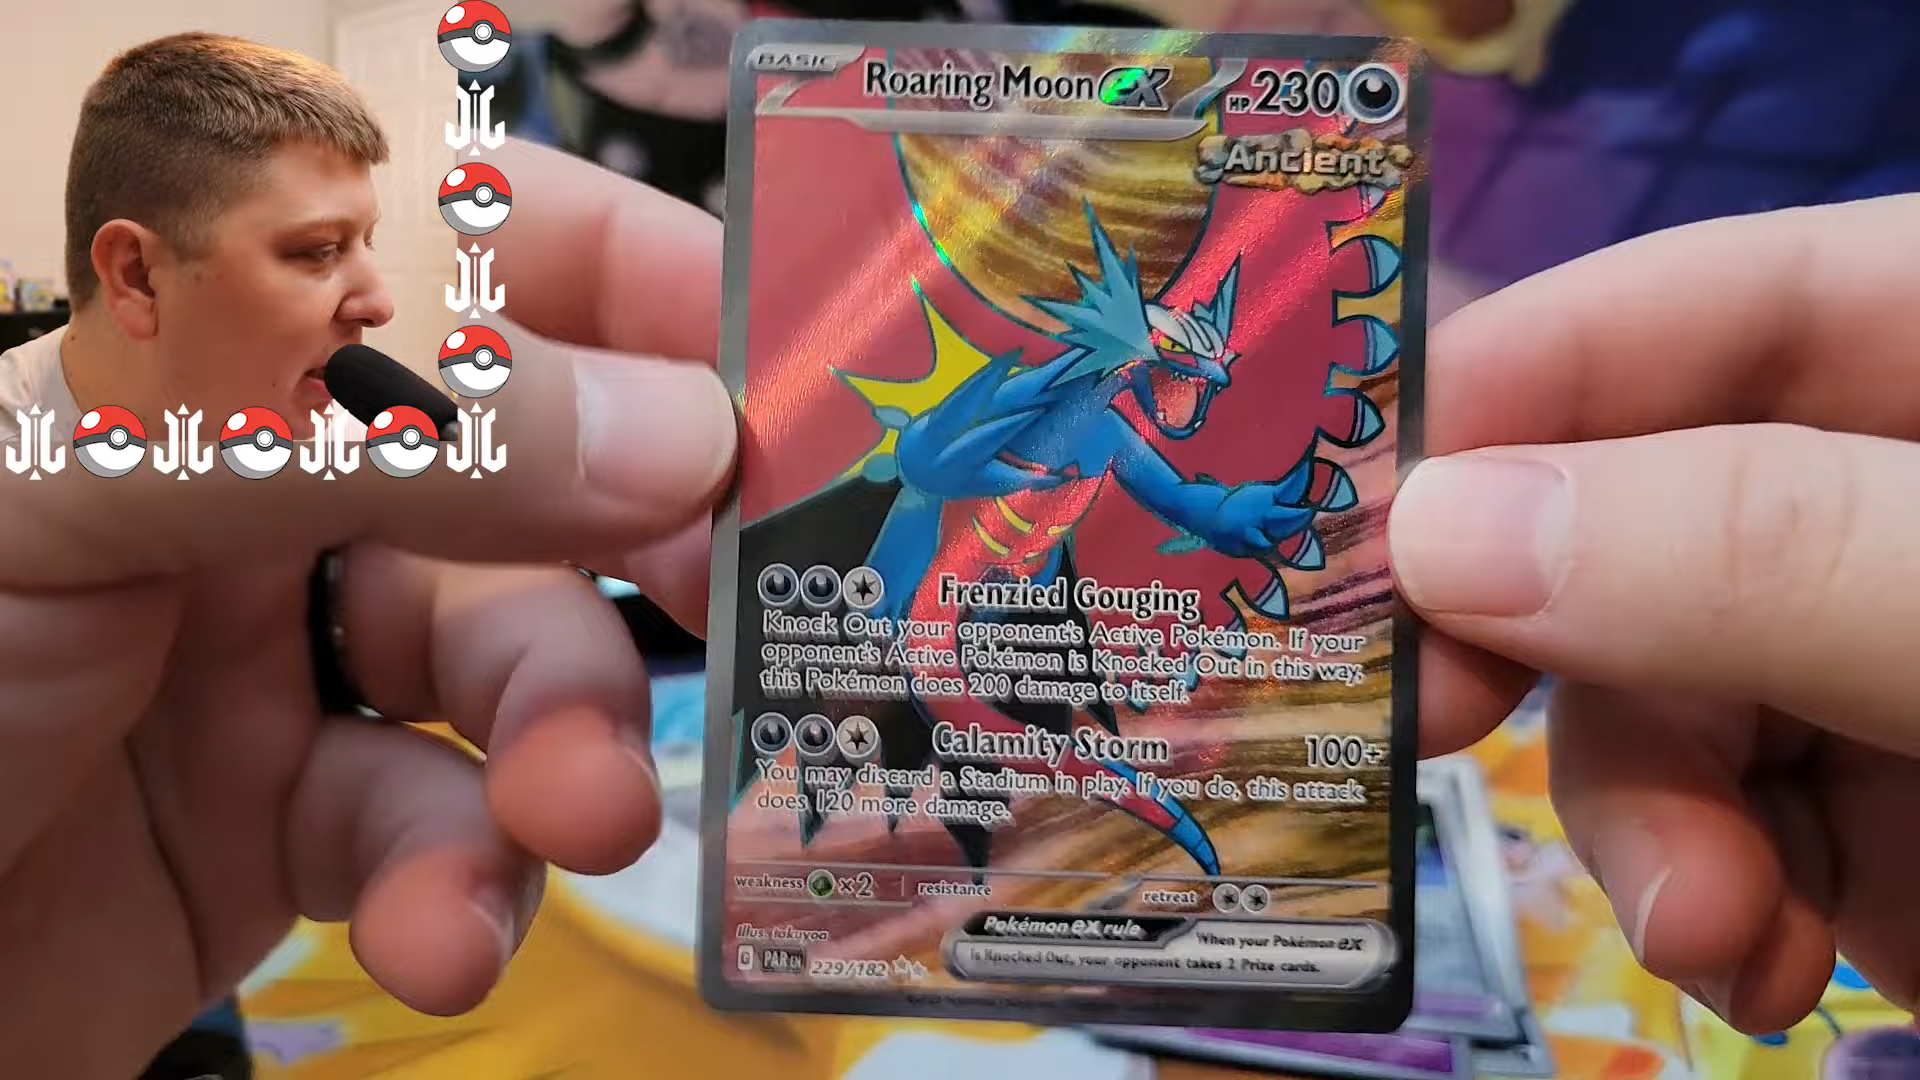 BASIC
Roaring Moon ex
HP 230
Ancient
Frenzied Gouging
Knock Out your opponent's Active Pokémon. If your
opponent's Active Pokémon is Knocked Out in this way,
this Pokémon does 200 damage to itself.
Calamity Storm 100+
You may discard a Stadium in play. If you do, this attack
does 120 more damage.
weakness ×2 resistance retreat
Illus. takuyoa
Pokémon ex rule
When your Pokémon ex
is Knocked Out, your opponent takes 2 Prize cards.
G PAR EN 229/182